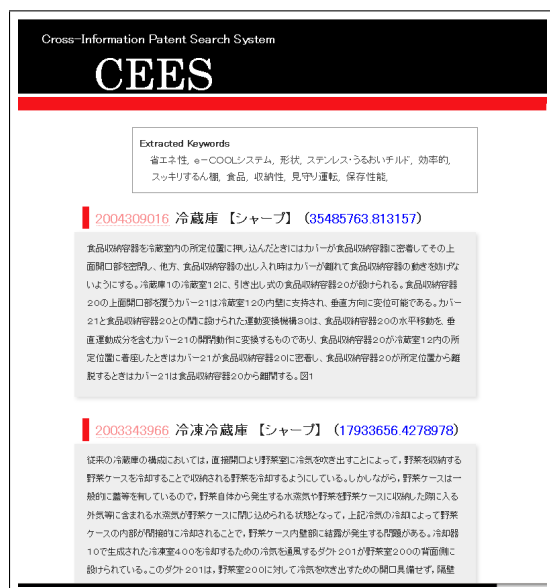 Cross-Information Patent Search System
CEES
Extracted Keywords
省エネ性, e-COOLシステム, 形状, ステンレス・うるおいチルド, 効率的,
スッキリするん棚, 食品, 収納性, 見守り運転, 保存性能,
2004309016 冷蔵庫 【シャープ】 (35485763.813157)
食品収納容器を冷蔵室内の所定位置に押し込んだときにはカバーが食品収納容器に密着してその上
面開口部を密閉し、他方、食品収納容器の出し入れ時はカバーが離れて食品収納容器の動きを妨げな
いようにする。冷蔵庫1の冷蔵室12に、引き出し式の食品収納容器20が設けられる。食品収納容器
20の上面開口部を覆うカバー21は冷蔵室12の内壁に支持され、垂直方向に変位可能である。カバー
21と食品収納容器20との間に設けられた運動変換機構30は、食品収納容器20の水平移動を、垂
直運動成分を含むカバー21の開閉動作に変換するものであり、食品収納容器20が冷蔵室12内の所
定位置に着座したときはカバー21が食品収納容器20に密着し、食品収納容器20が所定位置から離
脱するときはカバー21は食品収納容器20から離間する。図1
2003343966 冷凍冷蔵庫 【シャープ】 (17933656.4278978)
従来の冷蔵庫の構成においては，直接開口より野菜室に冷気を吹き出すことによって，野菜を収納する
野菜ケースを冷却することで収納される野菜を冷却するようにしている。しかしながら，野菜ケースは一
般的に蓋等を有しているので，野菜自体から発生する水蒸気や野菜を野菜ケースに収納した際に入る
外気等に含まれる水蒸気が野菜ケースに閉じ込められる状態となって，上記冷気の冷却によって野菜
ケースの内部が間接的に冷却されることで，野菜ケース内壁部に結露が発生する問題がある。冷却器
10で生成された冷凍室400を冷却するための冷気を通風するダクト201が野菜室200の背面側に
設けられている。このダクト201は，野菜室200に対して冷気を吹き出すための開口具備せず，隔壁